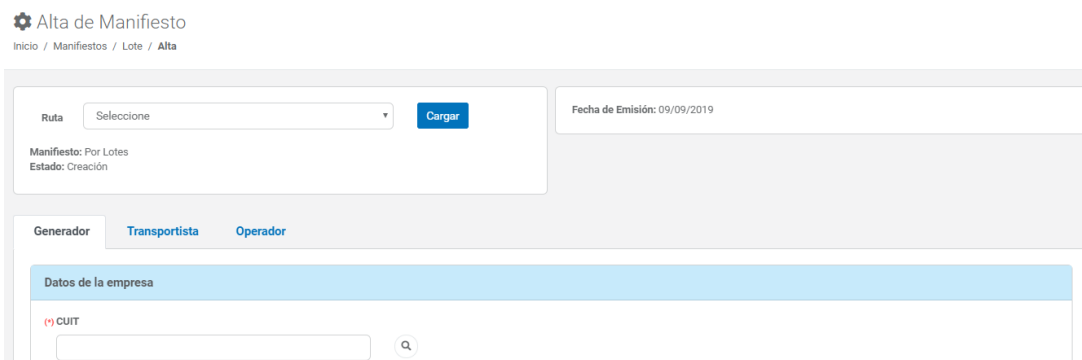 Alta de Manifiesto
Inicio / Manifiestos / Lote / Alta
Ruta Seleccione Cargar
Fecha de Emisión: 09/09/2019
Manifiesto: Por Lotes
Estado: Creación
Generador Transportista Operador
Datos de la empresa
(*) CUIT